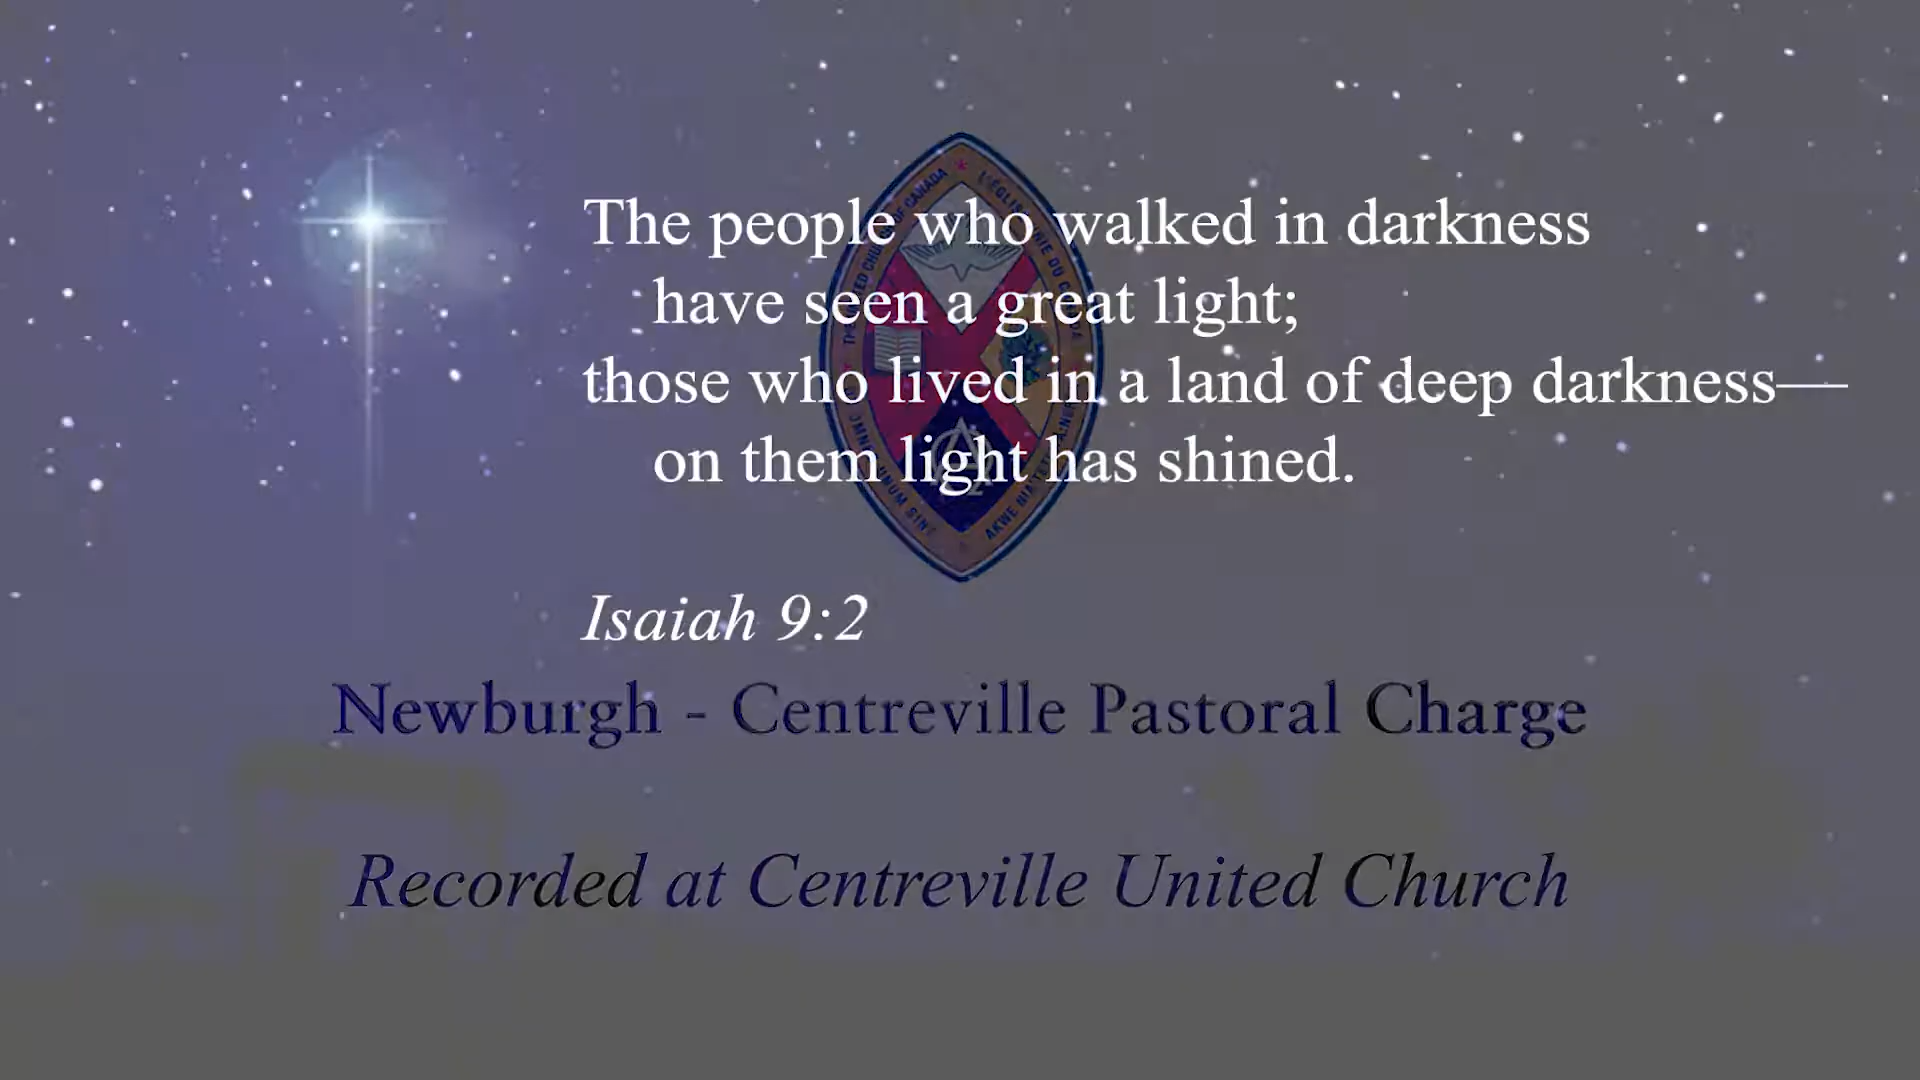 The people who walked in darkness
have seen a great light;
those who lived in a land of deep darkness—
on them light has shined.
Isaiah 9:2
Newburgh - Centreville Pastoral Charge
Recorded at Centreville United Church